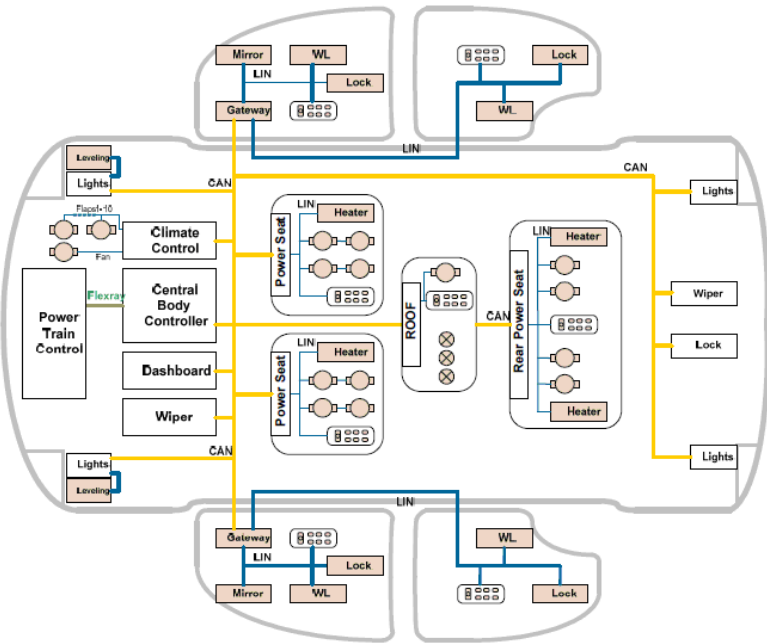 Mirror
WL
LIN
Lock
Gateway
Lock
WL
LIN
CAN
Leveling
Lights
CAN
Lights
Flapsf-10
Fan
Climate
Control
Power Seat
LIN
Heater
Rear Power Seat
LIN
Heater
Heater
Power
Train
Control
Flexray
Central
Body
Controller
ROOF
CAN
Wiper
Lock
Dashboard
Wiper
Power Seat
LIN
Heater
Lights
Leveling
CAN
Lights
LIN
Gateway
LIN
Lock
Mirror
WL
WL
Lock